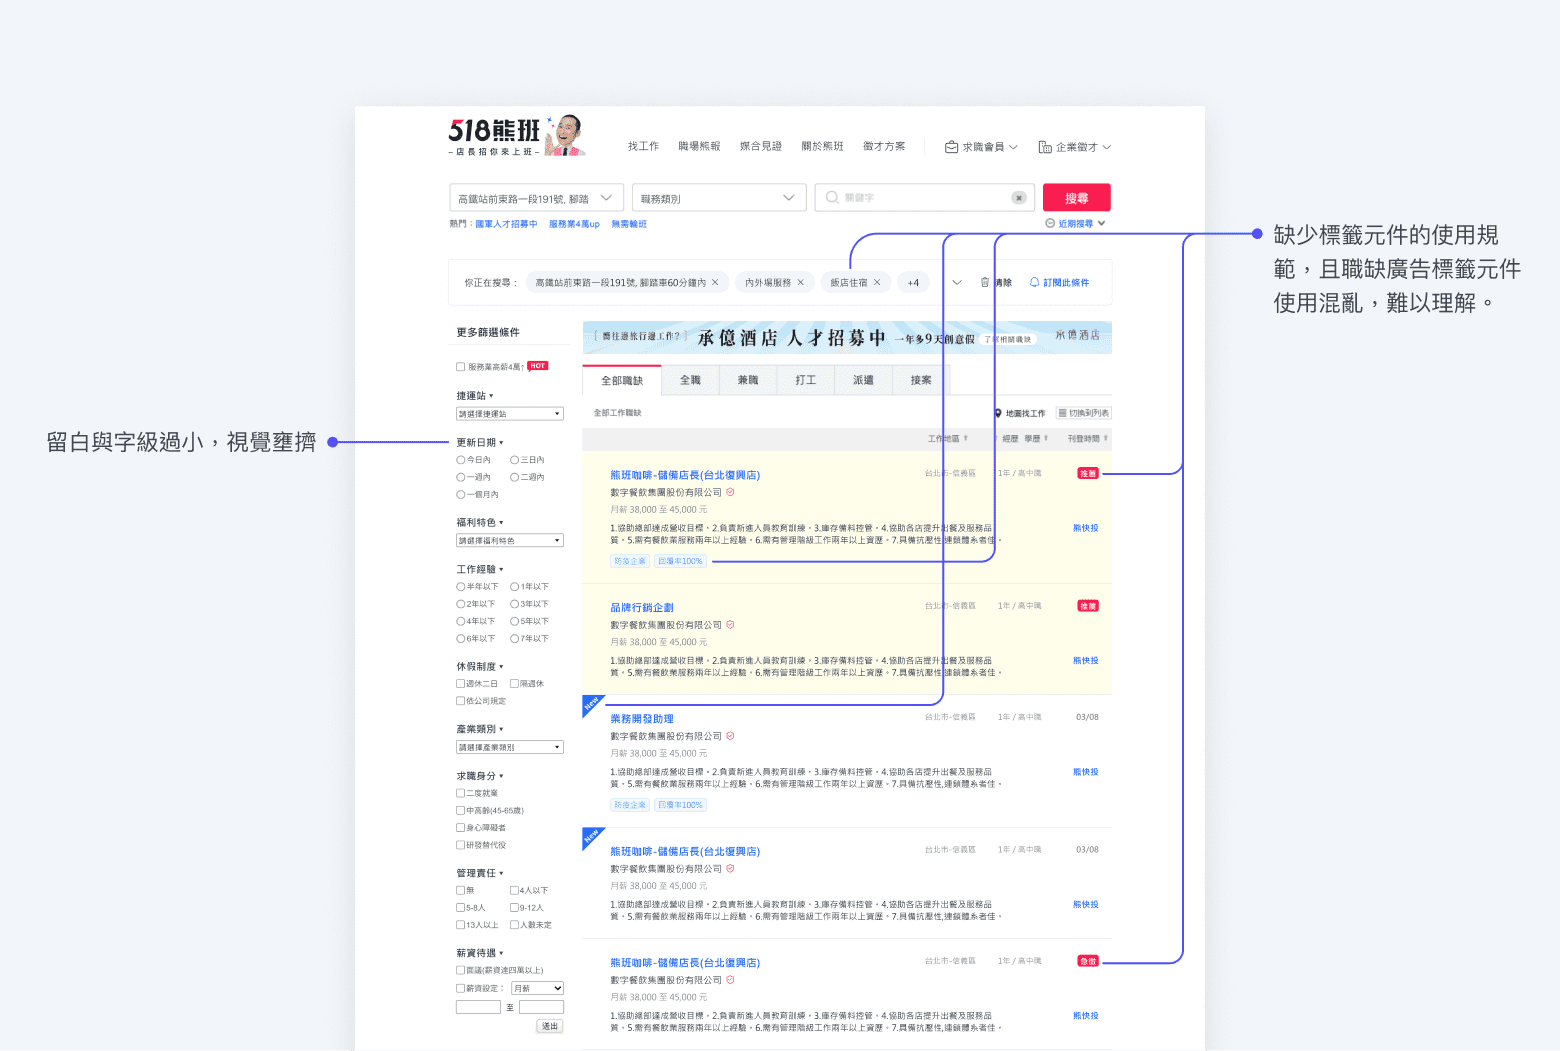 518熊班
-店長招你來上班-
找工作 職場熊報 媒合見證 關於熊班 徵才方案 求職會員 企業徵才
高鐵站前東路一段191號, 腳踏 職務類別 關鍵字 搜尋
熱門： 國軍人才招募中 服務業4萬up 無需輪班 近期搜尋
缺少標籤元件的使用規
範，且職缺廣告標籤元件
使用混亂，難以理解。
你正在搜尋： 高鐵站前東路一段191號, 腳踏車60分鐘內 × 內外場服務 × 飯店住宿 × +4 清除 訂閱此條件
更多篩選條件
嚮往邊旅行邊工作? 承億酒店 人才招募中 一年多9天創意假 了解相關職缺 承億酒店
服務業高薪4萬↑ HOT
全部職缺 全職 兼職 打工 派遣 接案
捷運站
請選擇捷運站
全部工作職缺 地圖找工作 切換到列表
留白與字級過小，視覺壅擠
更新日期
今日內 三日內
一週內 二週內
一個月內
福利特色
請選擇福利特色
工作經驗
半年以下 1年以下
2年以下 3年以下
4年以下 5年以下
6年以下 7年以下
休假制度
週休二日 隔週休
依公司規定
產業類別
請選擇產業類別
求職身分
二度就業
中高齡(45-65歲)
身心障礙者
研發替代役
管理責任
無 4人以下
5-8人 9-12人
13人以上 人數未定
薪資待遇
面議(薪資達四萬以上)
薪資設定： 月薪
至
送出
工作地區 經歷 學歷 刊登時間
熊班咖啡-儲備店長(台北復興店) 台北市-信義區 1年 / 高中職 推薦
數字餐飲集團股份有限公司
月薪 38,000 至 45,000 元
1.協助總部達成營收目標。2.負責新進人員教育訓練。3.庫存備料控管。4.協助各店提升出餐及服務品 熊快投
質。5.需有餐飲業服務兩年以上經驗。6.需有管理階級工作兩年以上資歷。7.具備抗壓性,連鎖體系者佳。
防疫企業 回覆率100%
品牌行銷企劃 台北市-信義區 1年 / 高中職 推薦
數字餐飲集團股份有限公司
月薪 38,000 至 45,000 元
1.協助總部達成營收目標。2.負責新進人員教育訓練。3.庫存備料控管。4.協助各店提升出餐及服務品 熊快投
質。5.需有餐飲業服務兩年以上經驗。6.需有管理階級工作兩年以上資歷。7.具備抗壓性,連鎖體系者佳。
New
業務開發助理 台北市-信義區 1年 / 高中職 03/08
數字餐飲集團股份有限公司
月薪 38,000 至 45,000 元
1.協助總部達成營收目標。2.負責新進人員教育訓練。3.庫存備料控管。4.協助各店提升出餐及服務品 熊快投
質。5.需有餐飲業服務兩年以上經驗。6.需有管理階級工作兩年以上資歷。7.具備抗壓性,連鎖體系者佳。
防疫企業 回覆率100%
New
熊班咖啡-儲備店長(台北復興店) 台北市-信義區 1年 / 高中職 03/08
數字餐飲集團股份有限公司
月薪 38,000 至 45,000 元
1.協助總部達成營收目標。2.負責新進人員教育訓練。3.庫存備料控管。4.協助各店提升出餐及服務品 熊快投
質。5.需有餐飲業服務兩年以上經驗。6.需有管理階級工作兩年以上資歷。7.具備抗壓性,連鎖體系者佳。
熊班咖啡-儲備店長(台北復興店) 台北市-信義區 1年 / 高中職 急徵
數字餐飲集團股份有限公司
月薪 38,000 至 45,000 元
1.協助總部達成營收目標。2.負責新進人員教育訓練。3.庫存備料控管。4.協助各店提升出餐及服務品 熊快投
質。5.需有餐飲業服務兩年以上經驗。6.需有管理階級工作兩年以上資歷。7.具備抗壓性,連鎖體系者佳。